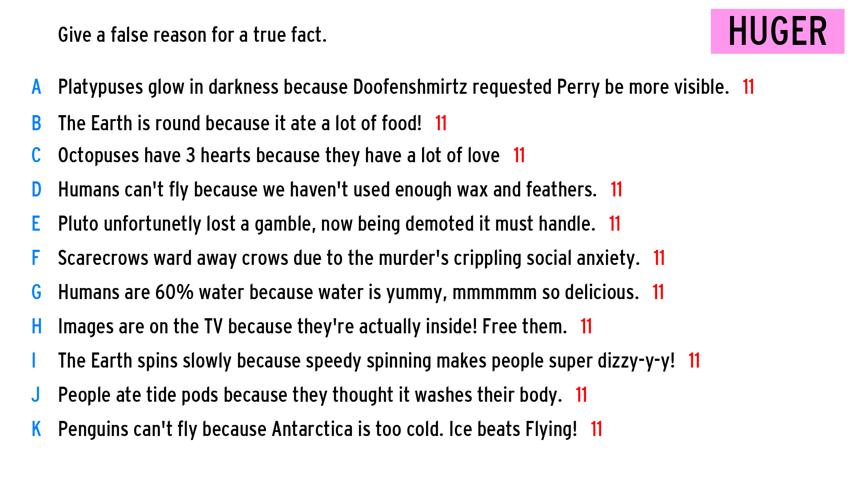 Give a false reason for a true fact.
HUGER
A Platypuses glow in darkness because Doofenshmirtz requested Perry be more visible. 11
B The Earth is round because it ate a lot of food! 11
C Octopuses have 3 hearts because they have a lot of love 11
D Humans can't fly because we haven't used enough wax and feathers. 11
E Pluto unfortunetly lost a gamble, now being demoted it must handle. 11
F Scarecrows ward away crows due to the murder's crippling social anxiety. 11
G Humans are 60% water because water is yummy, mmmmmm so delicious. 11
H Images are on the TV because they're actually inside! Free them. 11
I The Earth spins slowly because speedy spinning makes people super dizzy-y-y! 11
J People ate tide pods because they thought it washes their body. 11
K Penguins can't fly because Antarctica is too cold. Ice beats Flying! 11